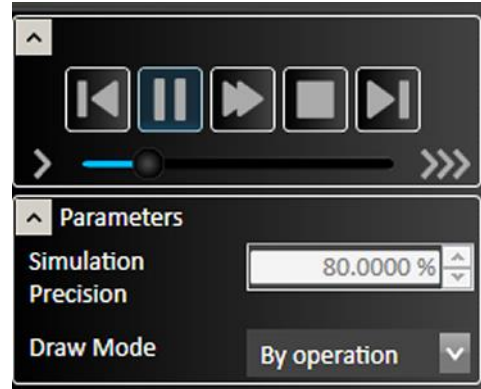 Parameters
Simulation
Precision
80.0000 %
Draw Mode
By operation